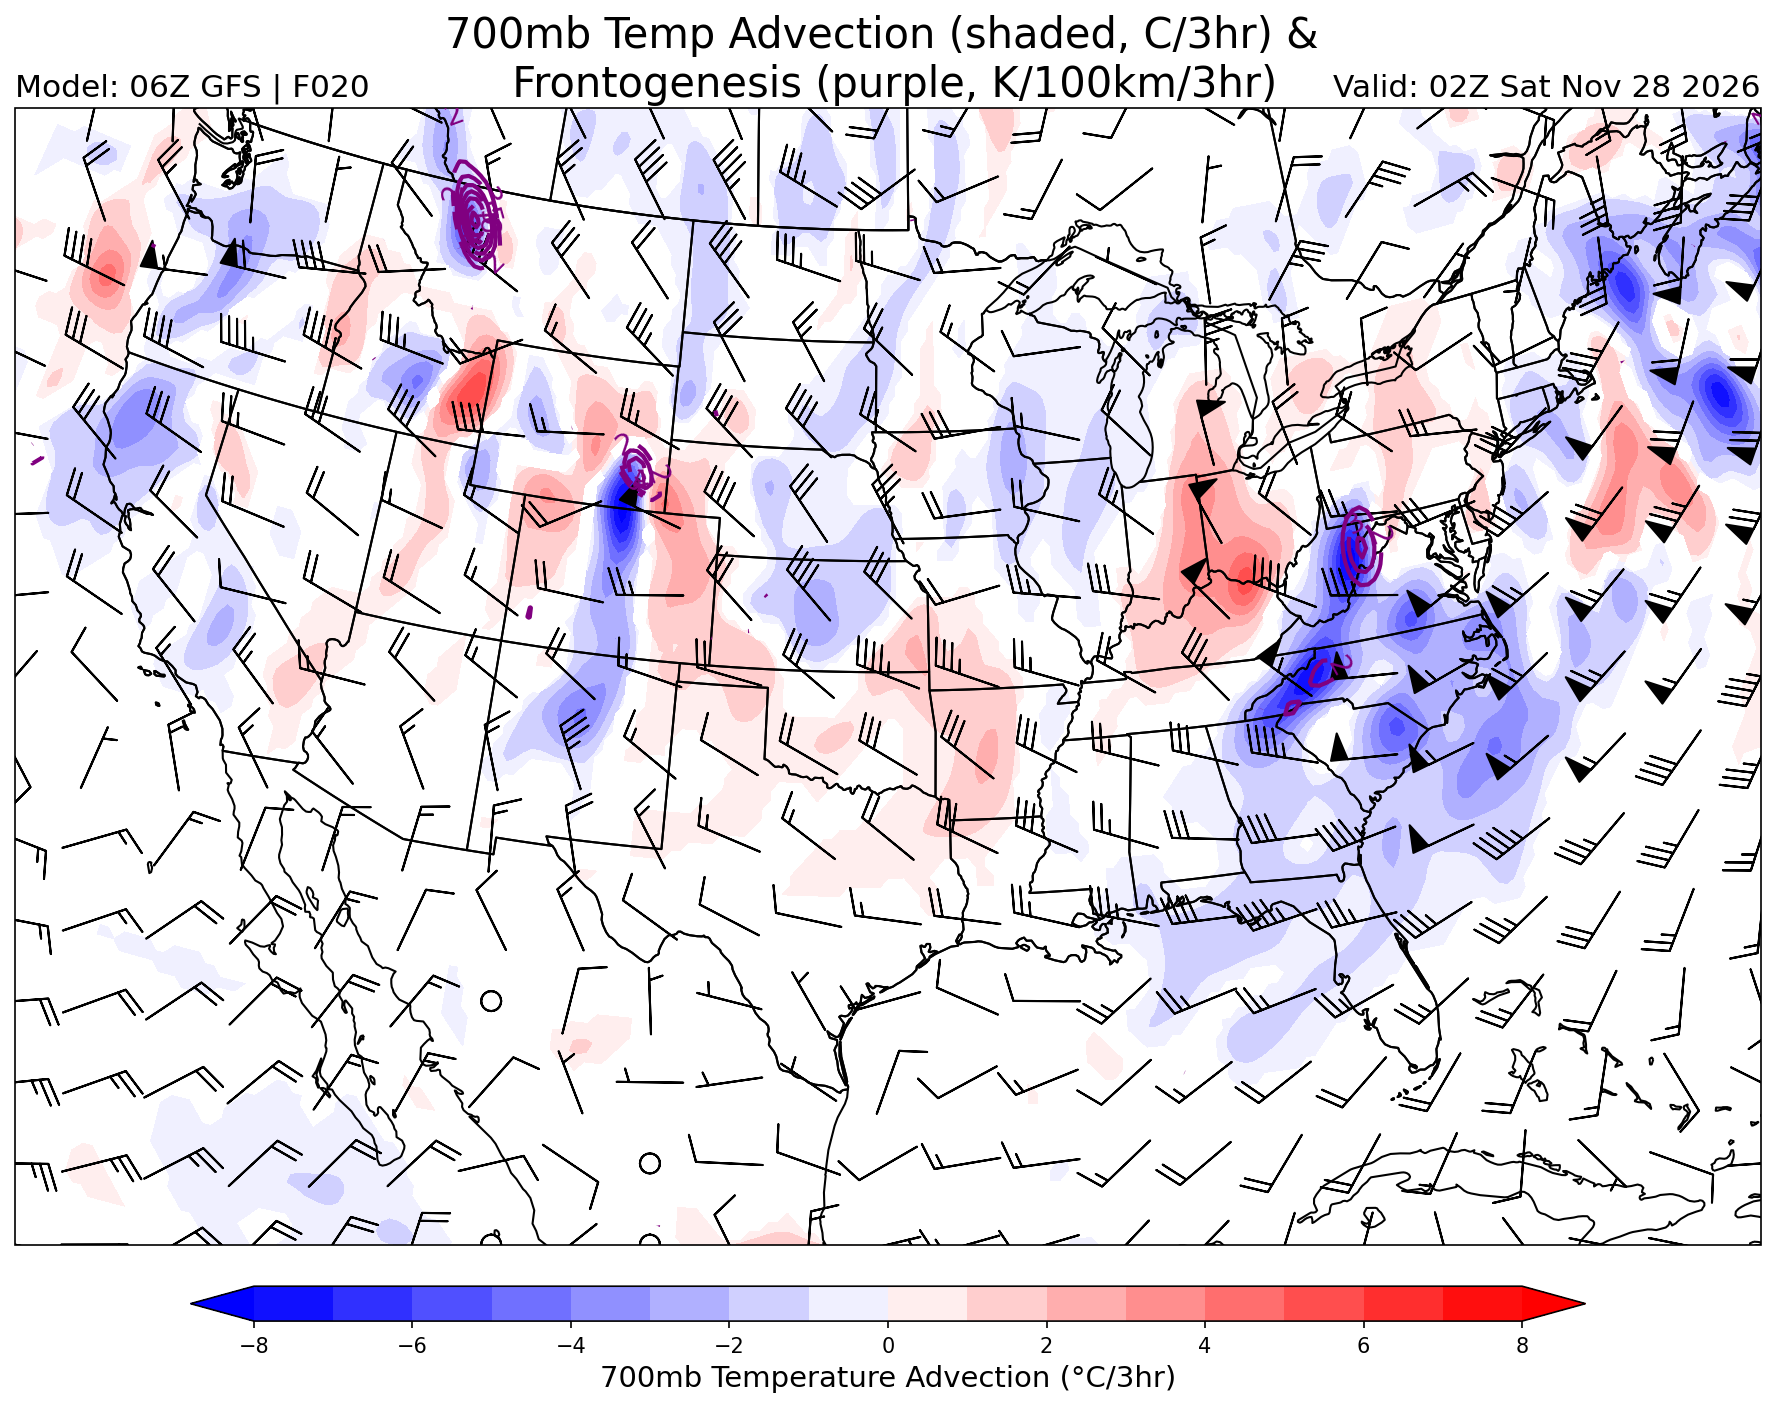 700mb Temp Advection (shaded, C/3hr) &
Model: 06Z GFS | F020
Frontogenesis (purple, K/100km/3hr)
Valid: 02Z Sat Nov 28 2026
−8
−6
−4
−2
0
2
4
6
8
700mb Temperature Advection (°C/3hr)